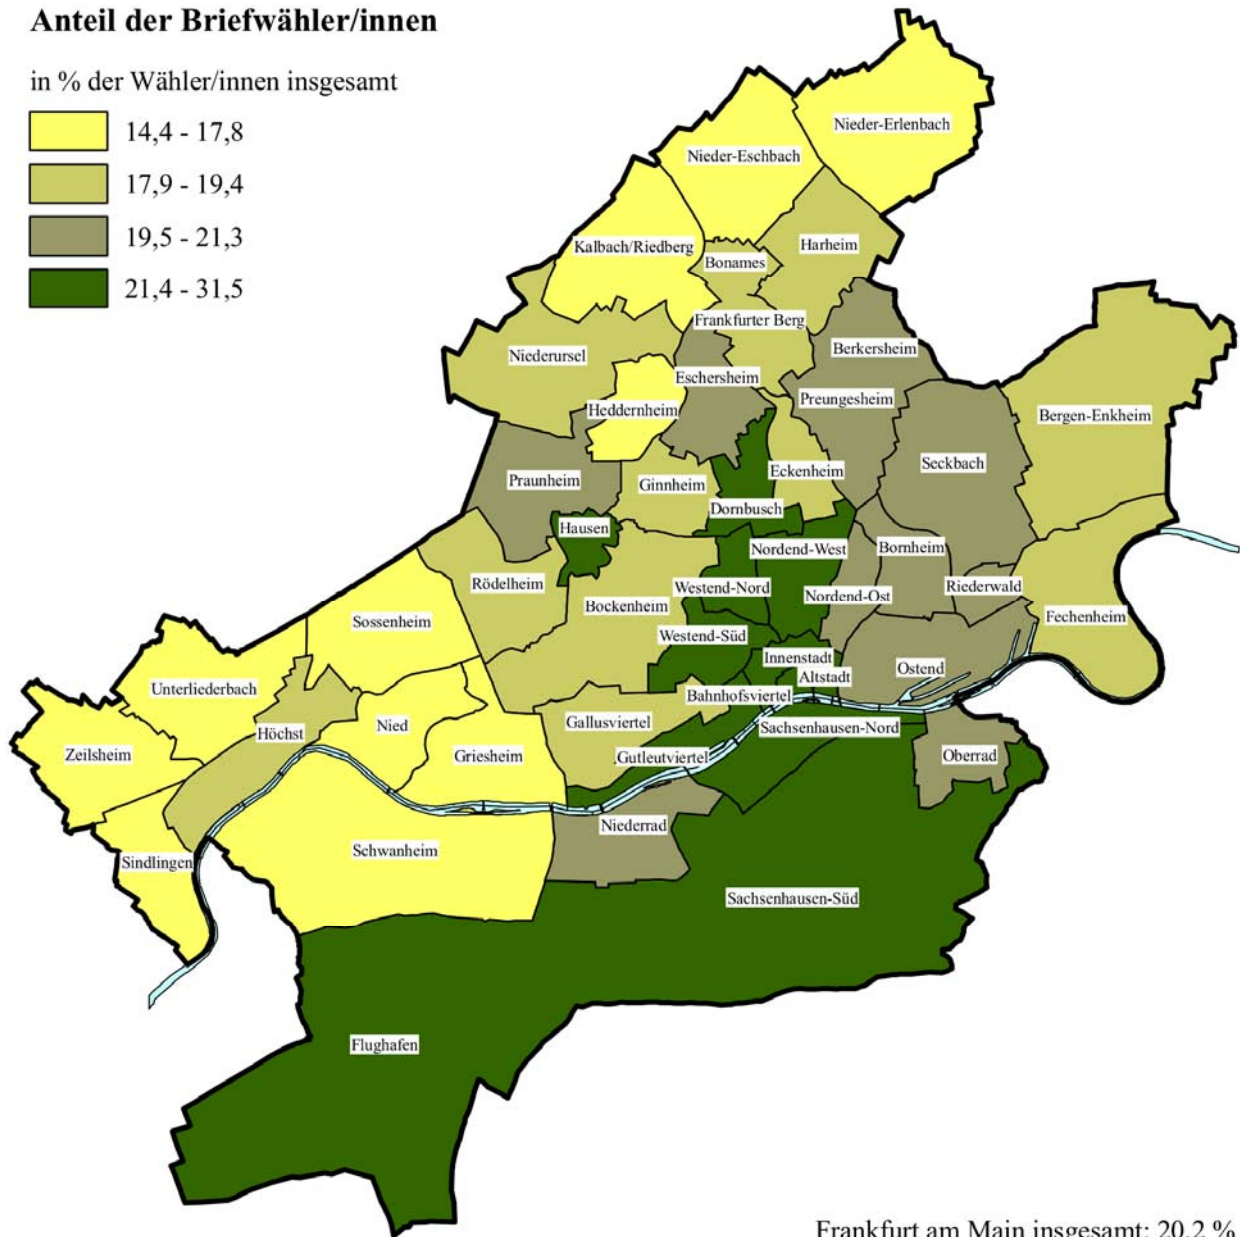 Anteil der Briefwähler/innen
in % der Wähler/innen insgesamt
14,4 - 17,8
17,9 - 19,4
19,5 - 21,3
21,4 - 31,5
Nieder-Erlenbach
Nieder-Eschbach
Kalbach/Riedberg
Harheim
Bonames
Frankfurter Berg
Niederursel
Berkersheim
Eschersheim
Heddernheim
Preungesheim
Bergen-Enkheim
Seckbach
Eckenheim
Praunheim
Ginnheim
Dornbusch
Hausen
Nordend-West
Bornheim
Rödelheim
Westend-Nord
Riederwald
Nordend-Ost
Bockenheim
Fechenheim
Sossenheim
Westend-Süd
Innenstadt
Ostend
Altstadt
Unterliederbach
Bahnhofsviertel
Gallusviertel
Nied
Sachsenhausen-Nord
Höchst
Zeilsheim
Griesheim
Gutleutviertel
Oberrad
Niederrad
Schwanheim
Sindlingen
Sachsenhausen-Süd
Flughafen
Frankfurt am Main insgesamt: 20,2 %